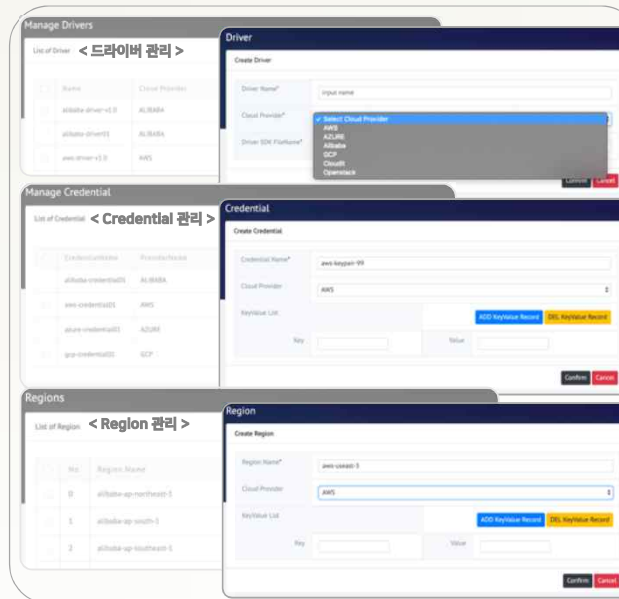 Manage Drivers
List of Driver
< 드라이버 관리 >
Name
Cloud Provider
alibaba-driver-v1.0
ALIBABA
alibaba-driver01
ALIBABA
aws-driver-v1.0
AWS
Driver
Create Driver
Driver Name*
input name
Cloud Provider*
✓ Select Cloud Provider
AWS
AZURE
Alibaba
GCP
Cloudit
Openstack
Driver SDK FileName*
Confirm
Cancel
Manage Credential
List of Credential
< Credential 관리 >
CredentialName
ProviderName
alibaba-credential01
ALIBABA
aws-credential01
AWS
azure-credential01
AZURE
gcp-credential01
GCP
Credential
Create Credential
Credential Name*
aws-keypair-99
Cloud Provider
AWS
KeyValue List
ADD KeyValue Record
DEL KeyValue Record
Key
Value
Confirm
Cancel
Regions
List of Region
< Region 관리 >
No
Region Name
0
alibaba-ap-northeast-1
1
alibaba-ap-south-1
2
alibaba-ap-southeast-1
Region
Create Region
Region Name*
aws-useast-3
Cloud Provider
AWS
KeyValue List
ADD KeyValue Record
DEL KeyValue Record
Key
Value
Confirm
Cancel